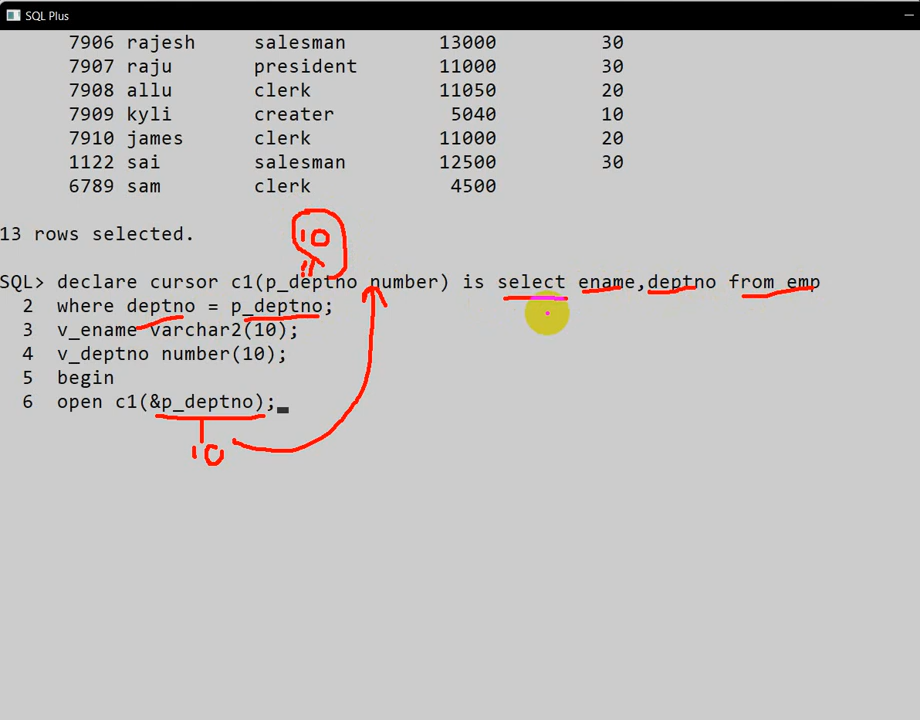 SQL Plus
7906 rajesh salesman 13000 30
7907 raju president 11000 30
7908 allu clerk 11050 20
7909 kyli creater 5040 10
7910 james clerk 11000 20
1122 sai salesman 12500 30
6789 sam clerk 4500
13 rows selected.
10
SQL> declare cursor c1(p_deptno number) is select ename,deptno from emp
2 where deptno = p_deptno;
3 v_ename varchar2(10);
4 v_deptno number(10);
5 begin
6 open c1(&p_deptno);
10